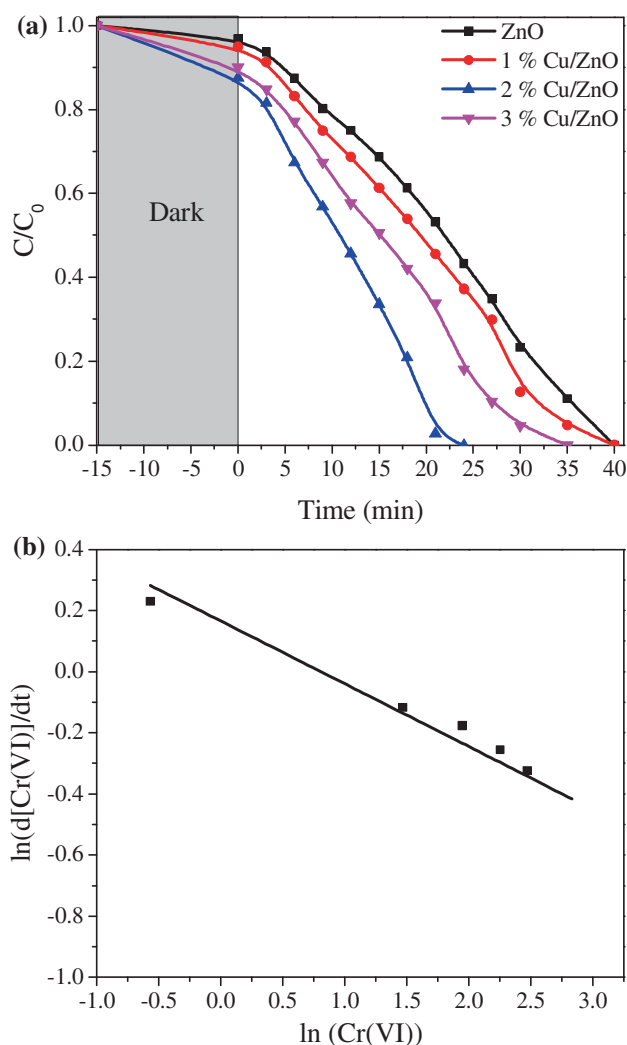 (a)
ZnO
1 % Cu/ZnO
2 % Cu/ZnO
3 % Cu/ZnO
Dark
C/C0
1.0
0.8
0.6
0.4
0.2
0.0
-15 -10 -5 0 5 10 15 20 25 30 35 40
Time (min)
(b)
ln(d[Cr(VI)]/dt)
0.4
0.2
0.0
-0.2
-0.4
-0.6
-0.8
-1.0
-1.0 -0.5 0.0 0.5 1.0 1.5 2.0 2.5 3.0
ln (Cr(VI))